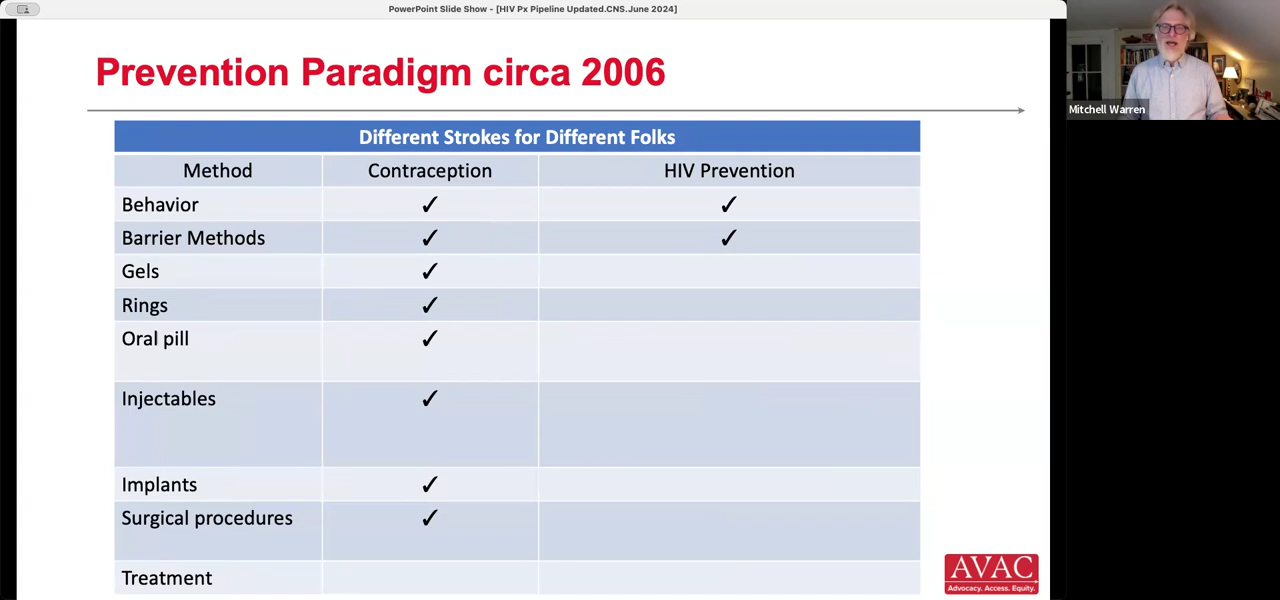 PowerPoint Slide Show - [HIV Px Pipeline Updated.CNS.June 2024]
Prevention Paradigm circa 2006
Different Strokes for Different Folks
Method Contraception HIV Prevention
Behavior ✓ ✓
Barrier Methods ✓ ✓
Gels ✓
Rings ✓
Oral pill ✓
Injectables ✓
Implants ✓
Surgical procedures ✓
Treatment
AVAC
Advocacy. Access. Equity.
Mitchell Warren